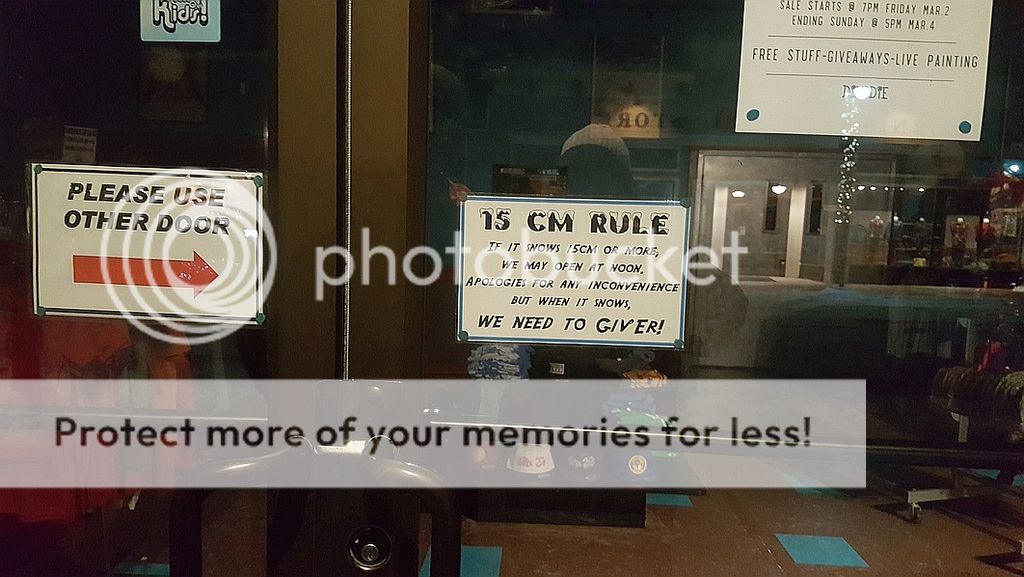 Kids!
SALE STARTS @ 7PM FRIDAY MAR.2
ENDING SUNDAY @ 5PM MAR.4
FREE STUFF-GIVEAWAYS-LIVE PAINTING
PLEASE USE
OTHER DOOR
15 CM RULE
IF IT SNOWS 15CM OR MORE,
WE MAY OPEN AT NOON.
APOLOGIES FOR ANY INCONVENIENCE
BUT WHEN IT SNOWS,
WE NEED TO GIV'ER!
photobucket
Protect more of your memories for less!